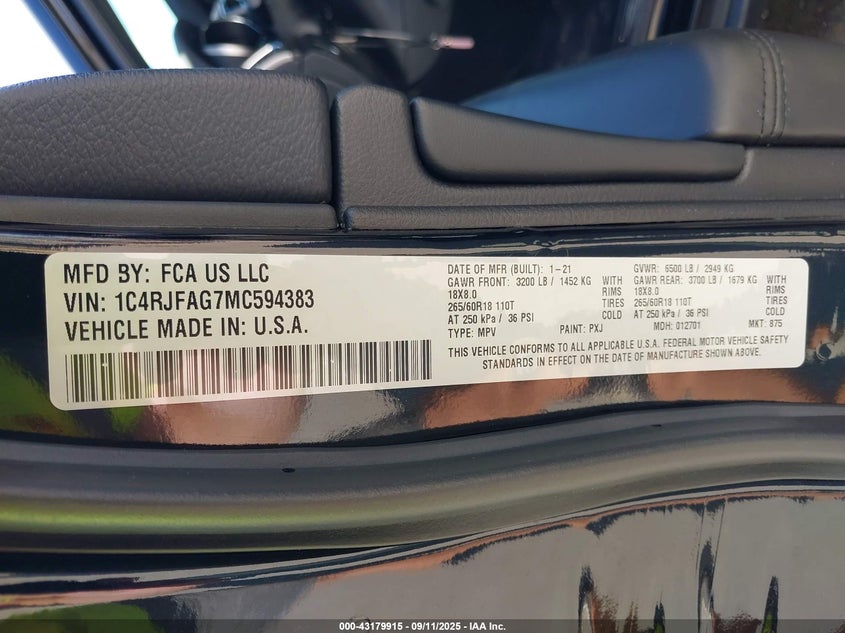 MFD BY: FCA US LLC
VIN: 1C4RJFAG7MC594383
VEHICLE MADE IN: U.S.A.
DATE OF MFR (BUILT): 1-21 GVWR: 6500 LB / 2949 KG
GAWR FRONT: 3200 LB / 1452 KG WITH GAWR REAR: 3700 LB / 1679 KG WITH
18X8.0 RIMS 18X8.0 RIMS
265/60R18 110T TIRES 265/60R18 110T TIRES
AT 250 kPa / 36 PSI COLD AT 250 kPa / 36 PSI COLD
TYPE: MPV PAINT: PXJ MDH: 012701 MKT: 875
THIS VEHICLE CONFORMS TO ALL APPLICABLE U.S.A. FEDERAL MOTOR VEHICLE SAFETY
STANDARDS IN EFFECT ON THE DATE OF MANUFACTURE SHOWN ABOVE.
000-43179915 - 09/11/2025 - IAA Inc.